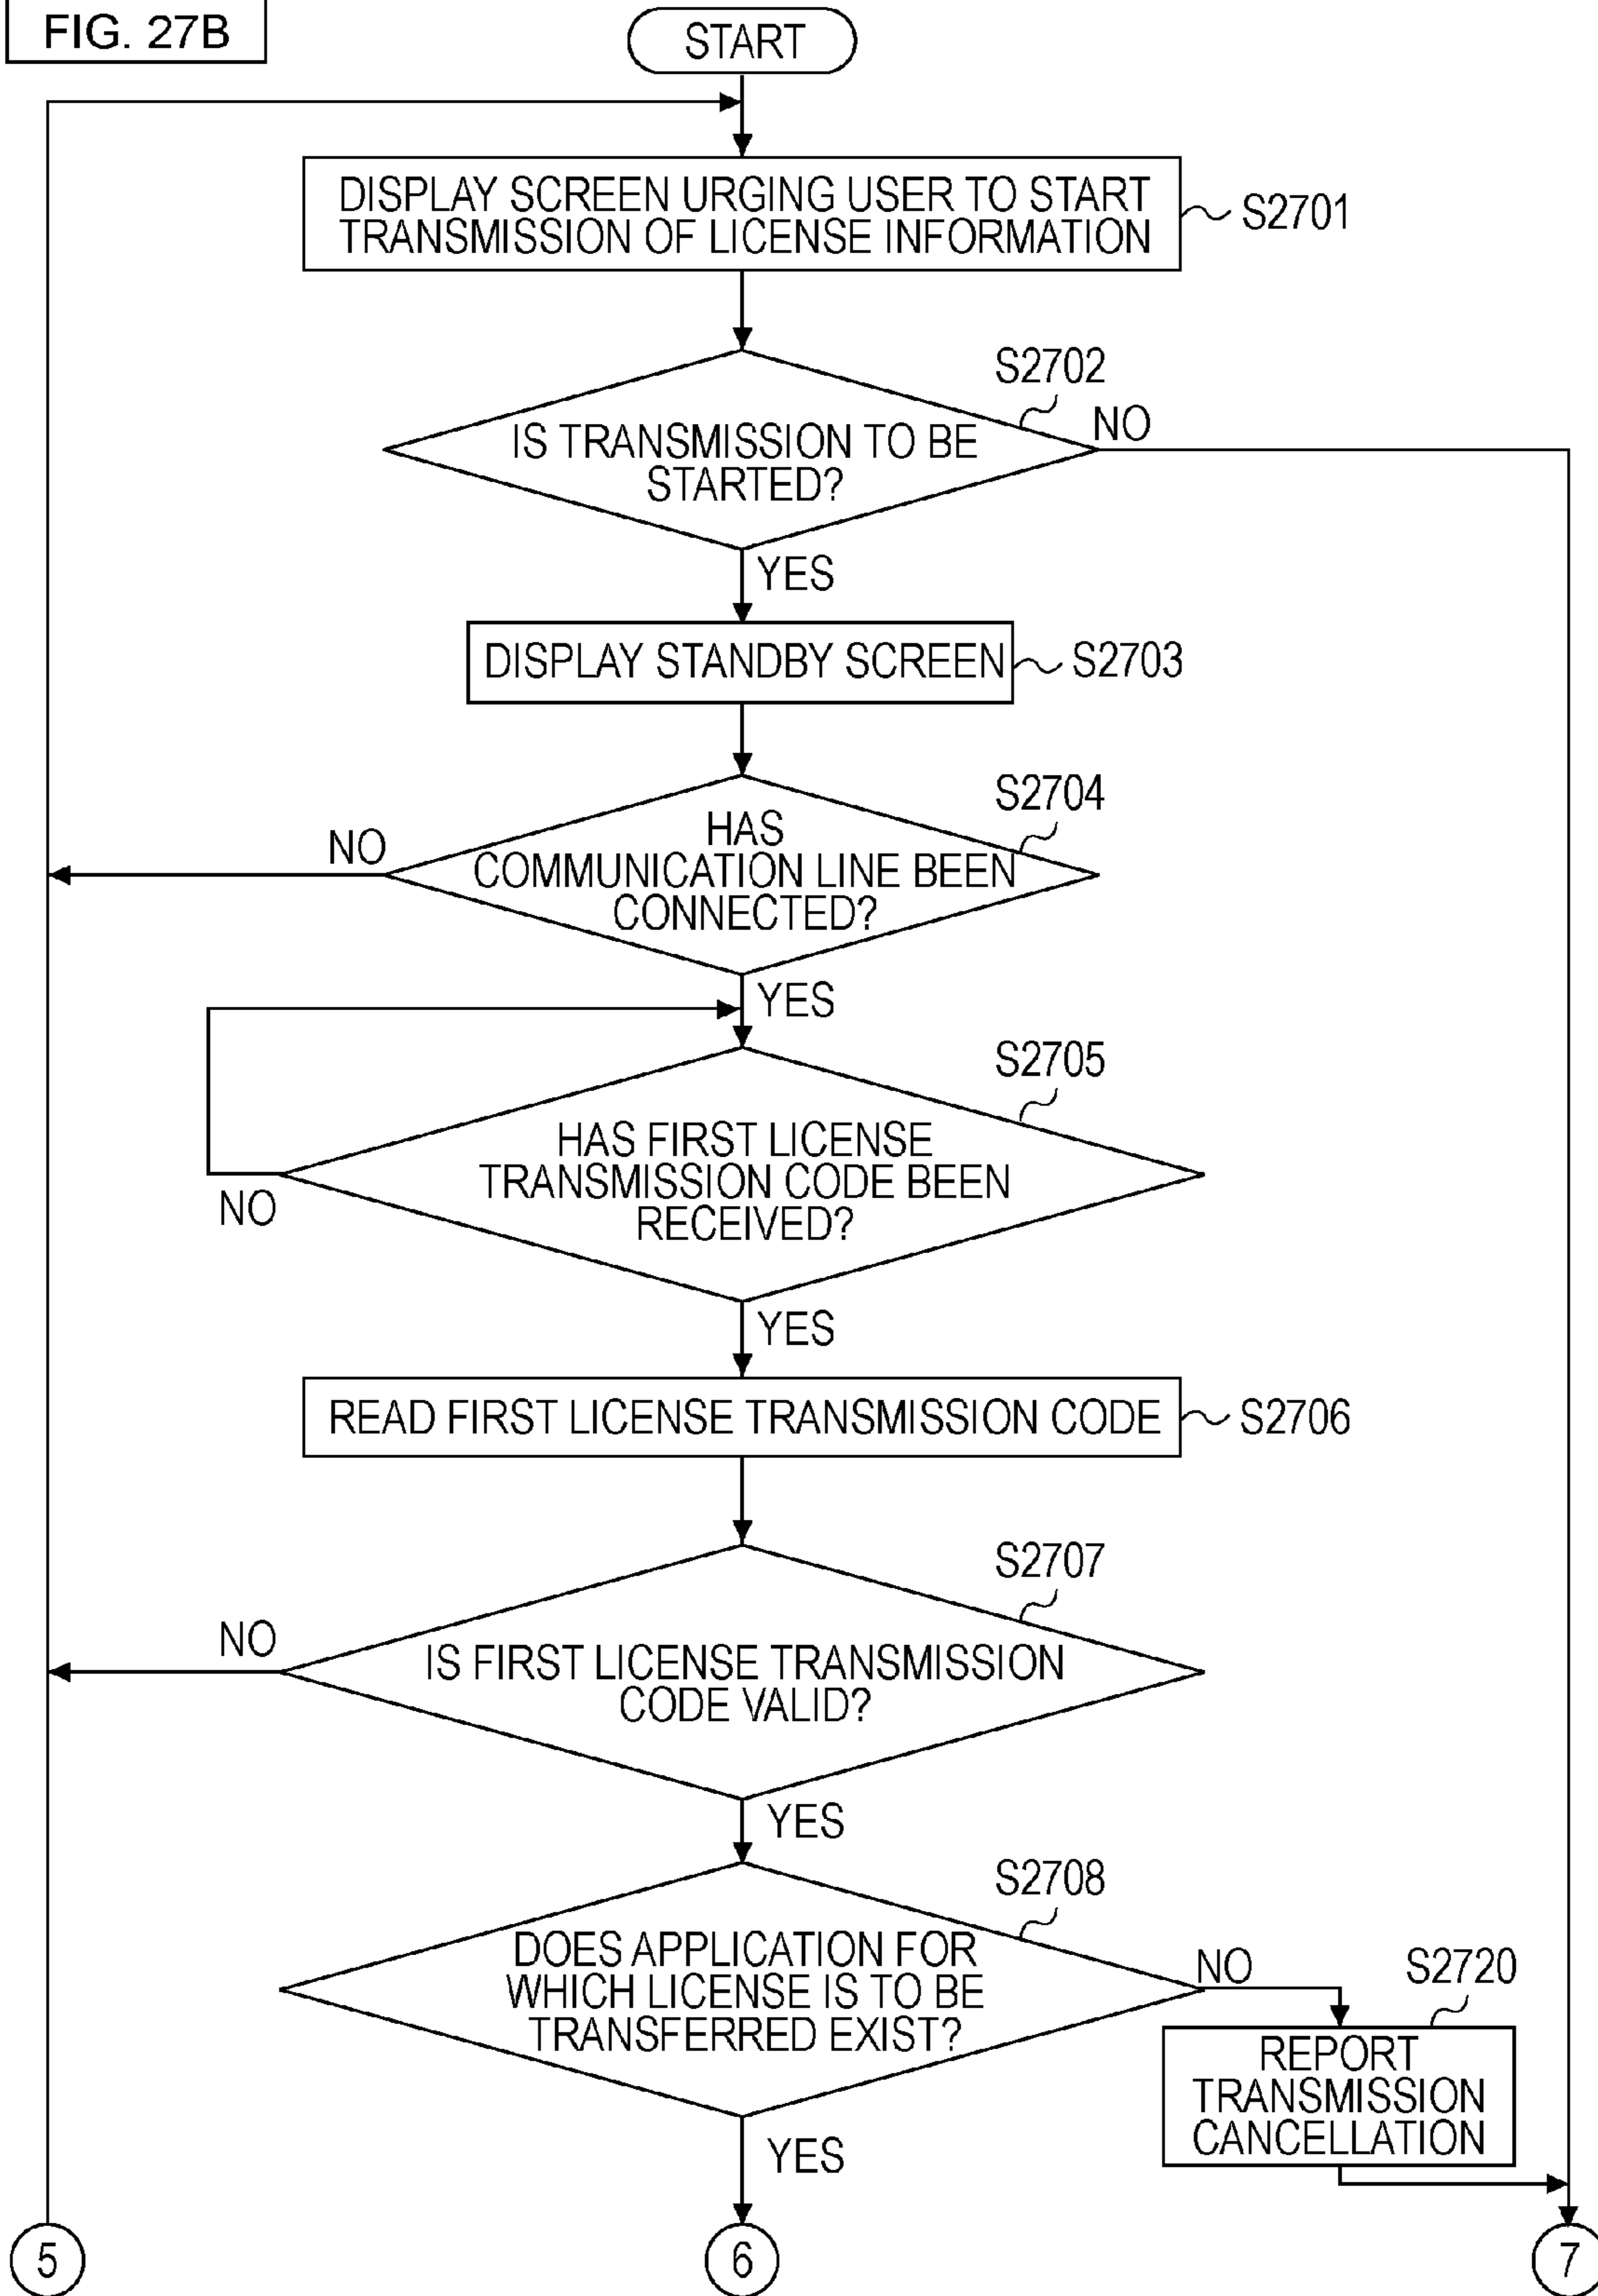 FIG. 27B
START
DISPLAY SCREEN URGING USER TO START
TRANSMISSION OF LICENSE INFORMATION
S2701
S2702
IS TRANSMISSION TO BE
STARTED?
NO
YES
DISPLAY STANDBY SCREEN
S2703
S2704
HAS
COMMUNICATION LINE BEEN
CONNECTED?
NO
YES
S2705
HAS FIRST LICENSE
TRANSMISSION CODE BEEN
RECEIVED?
NO
YES
READ FIRST LICENSE TRANSMISSION CODE
S2706
S2707
IS FIRST LICENSE TRANSMISSION
CODE VALID?
NO
YES
S2708
DOES APPLICATION FOR
WHICH LICENSE IS TO BE
TRANSFERRED EXIST?
NO
S2720
REPORT
TRANSMISSION
CANCELLATION
YES
5
6
7